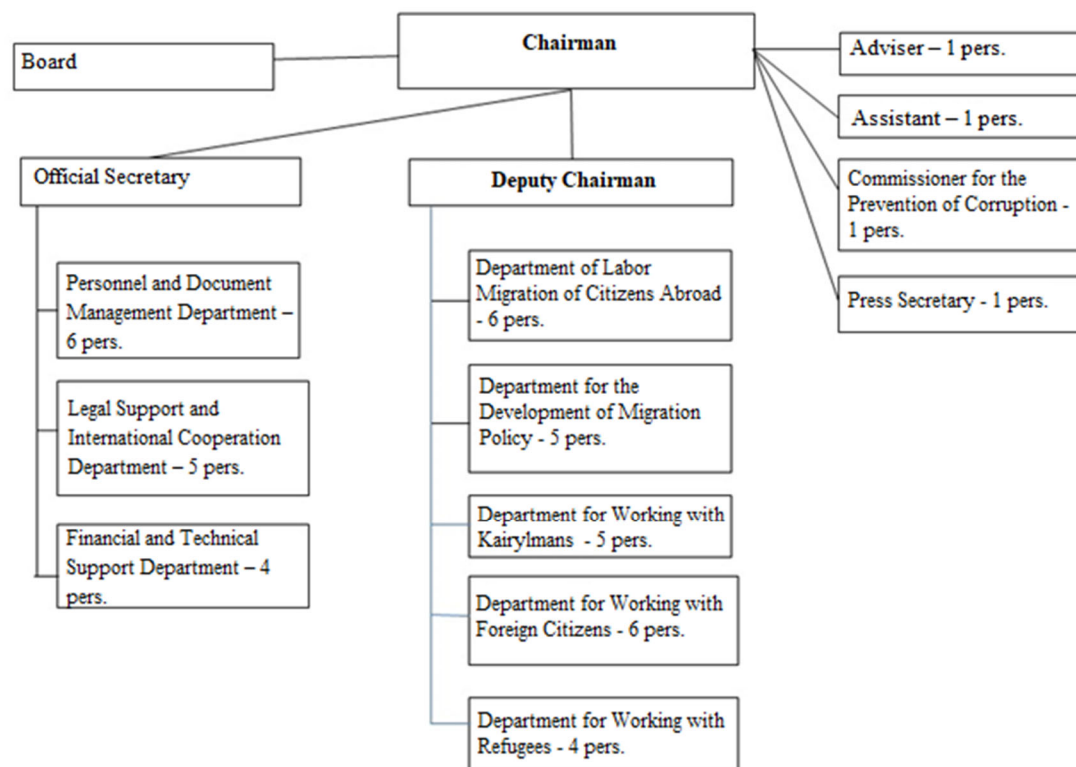 Chairman
Board
Adviser – 1 pers.
Assistant – 1 pers.
Commissioner for the
Prevention of Corruption -
1 pers.
Press Secretary - 1 pers.
Official Secretary
Personnel and Document
Management Department –
6 pers.
Legal Support and
International Cooperation
Department – 5 pers.
Financial and Technical
Support Department – 4
pers.
Deputy Chairman
Department of Labor
Migration of Citizens Abroad
- 6 pers.
Department for the
Development of Migration
Policy - 5 pers.
Department for Working with
Kairylmans - 5 pers.
Department for Working with
Foreign Citizens - 6 pers.
Department for Working with
Refugees - 4 pers.